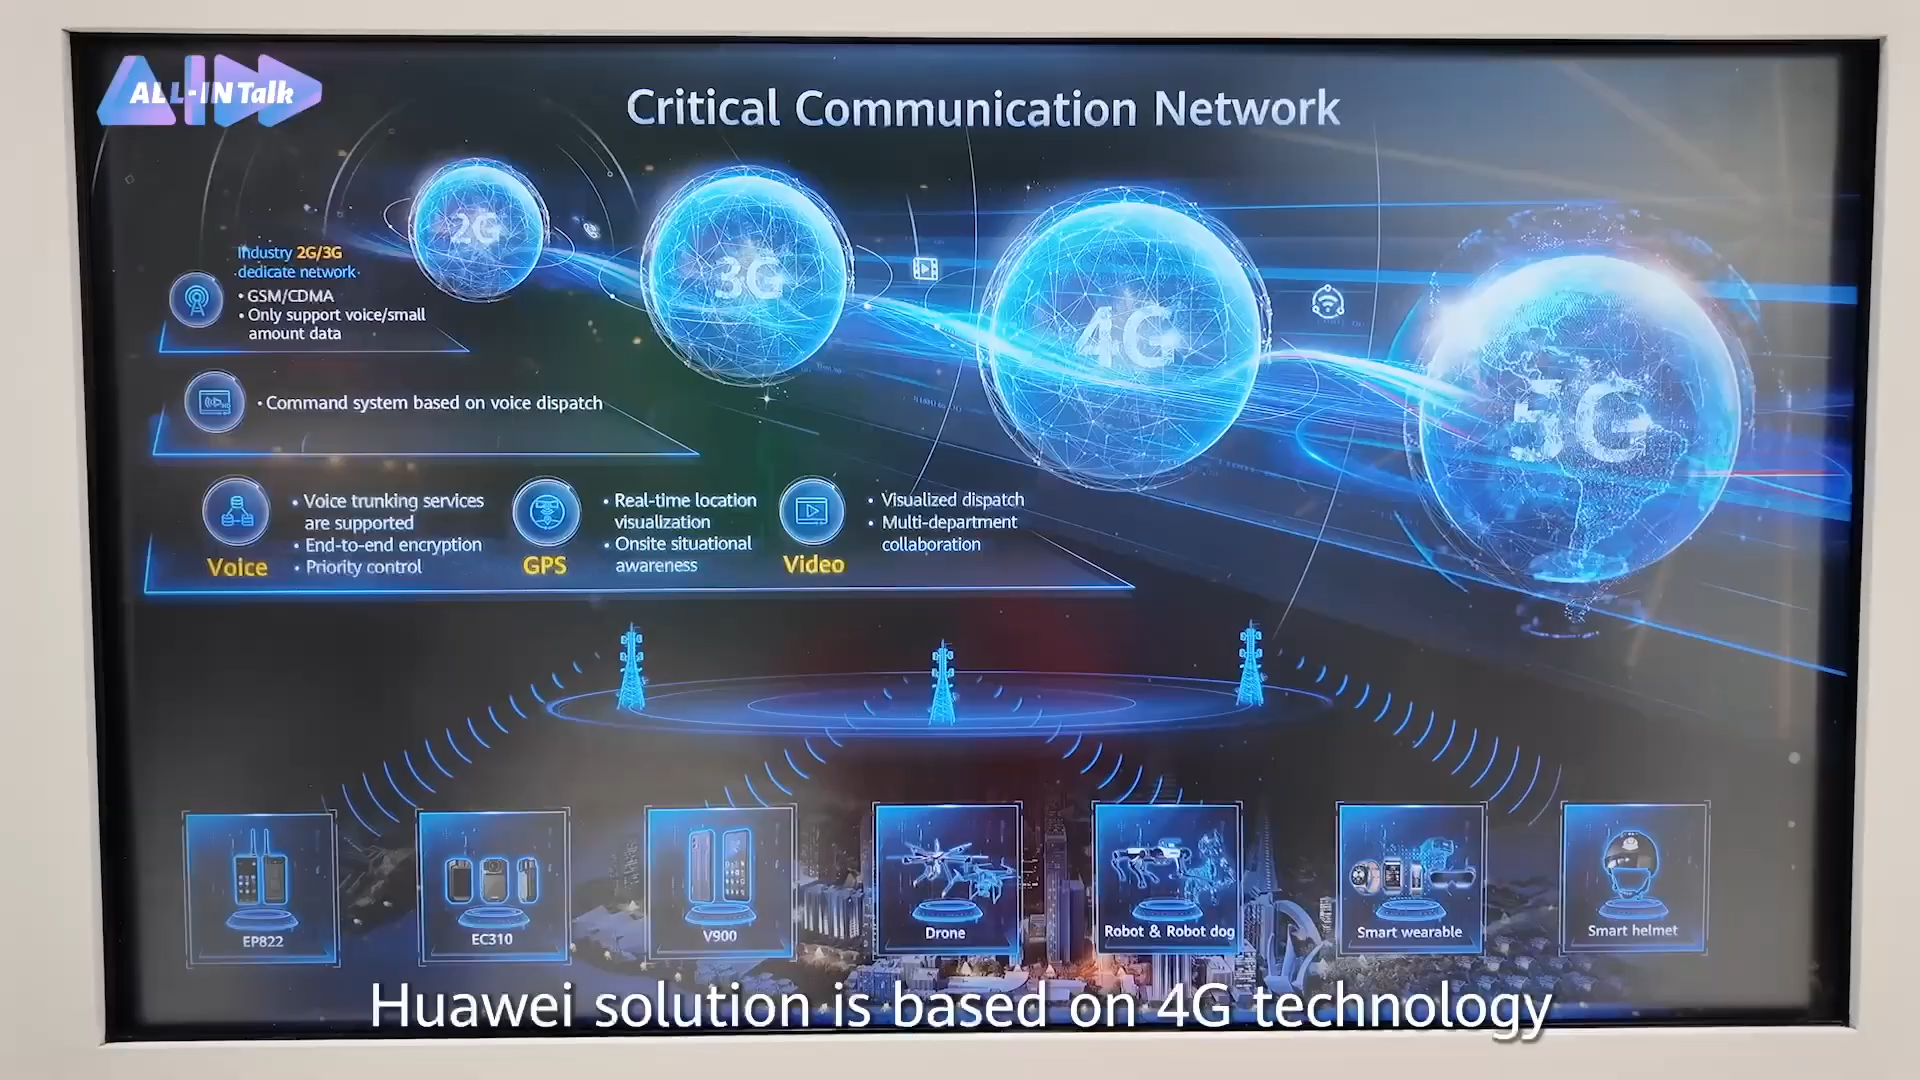 ALL-IN Talk
Critical Communication Network
2G
3G
4G
5G
Industry 2G/3G
dedicate network
• GSM/CDMA
• Only support voice/small
amount data
• Command system based on voice dispatch
Voice
• Voice trunking services
are supported
• End-to-end encryption
• Priority control
GPS
• Real-time location
visualization
• Onsite situational
awareness
Video
• Visualized dispatch
• Multi-department
collaboration
EP822
EC310
V900
Drone
Robot & Robot dog
Smart wearable
Smart helmet
Huawei solution is based on 4G technology